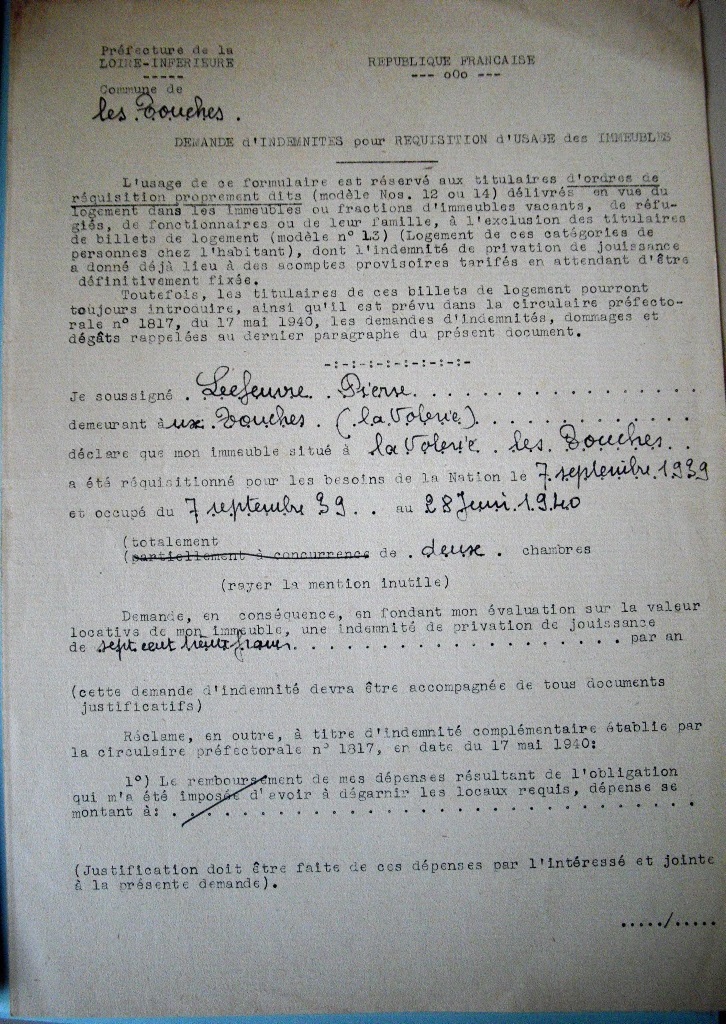 Préfecture de la
LOIRE-INFERIEURE
REPUBLIQUE FRANCAISE
-----
--- oOo ---
Commune de
les Touches.
DEMANDE d'INDEMNITES pour REQUISITION d'USAGE des IMMEUBLES
L'usage de ce formulaire est réservé aux titulaires d'ordres de
réquisition proprement dits (modèle Nos. 12 ou 14) délivrés en vue du
logement dans les immeubles ou fractions d'immeubles vacants, de réfu-
giés, de fonctionnaires ou de leur famille, à l'exclusion des titulaires
de billets de logement (modèle n° 13) (Logement de ces catégories de
personnes chez l'habitant), dont l'indemnité de privation de jouissance
a donné déjà lieu à des acomptes provisoires tarifés en attendant d'être
définitivement fixée.
Toutefois, les titulaires de ces billets de logement pourront
toujours introduire, ainsi qu'il est prévu dans la circulaire préfecto-
rale n° 1817, du 17 mai 1940, les demandes d'indemnités, dommages et
dégâts rappelées au dernier paragraphe du présent document.
-:-:-:-:-:-:-:-
Je soussigné . Leefeuvre . Pierre . . . . . . . . . . . . . . . . .
demeurant à ux Touches. (la Volerie) . . . . . . . . . . . .
déclare que mon immeuble situé à la Volerie . les Touches . .
a été réquisitionné pour les besoins de la Nation le 7 septembre 1939
et occupé du 7 septembre 39 . . au 28 Juin 1940
(totalement
(partiellement à concurrence de . deux . chambres
(rayer la mention inutile)
Demande, en conséquence, en fondant mon évaluation sur la valeur
locative de mon immeuble, une indemnité de privation de jouissance
de sept cent trente francs . . . . . . . . . . . . . . . . . . . par an
(cette demande d'indemnité devra être accompagnée de tous documents
justificatifs)
Réclame, en outre, à titre d'indemnité complémentaire établie par
la circulaire préfectorale n° 1817, en date du 17 mai 1940:
1°) Le remboursement de mes dépenses résultant de l'obligation
qui m'a été imposée d'avoir à dégarnir les locaux requis, dépense se
montant à: . . . . . . . . . . . . . . . . . . . . . . . . . . . . . .
(Justification doit être faite de ces dépenses par l'intéressé et jointe
à la présente demande).
...../.....